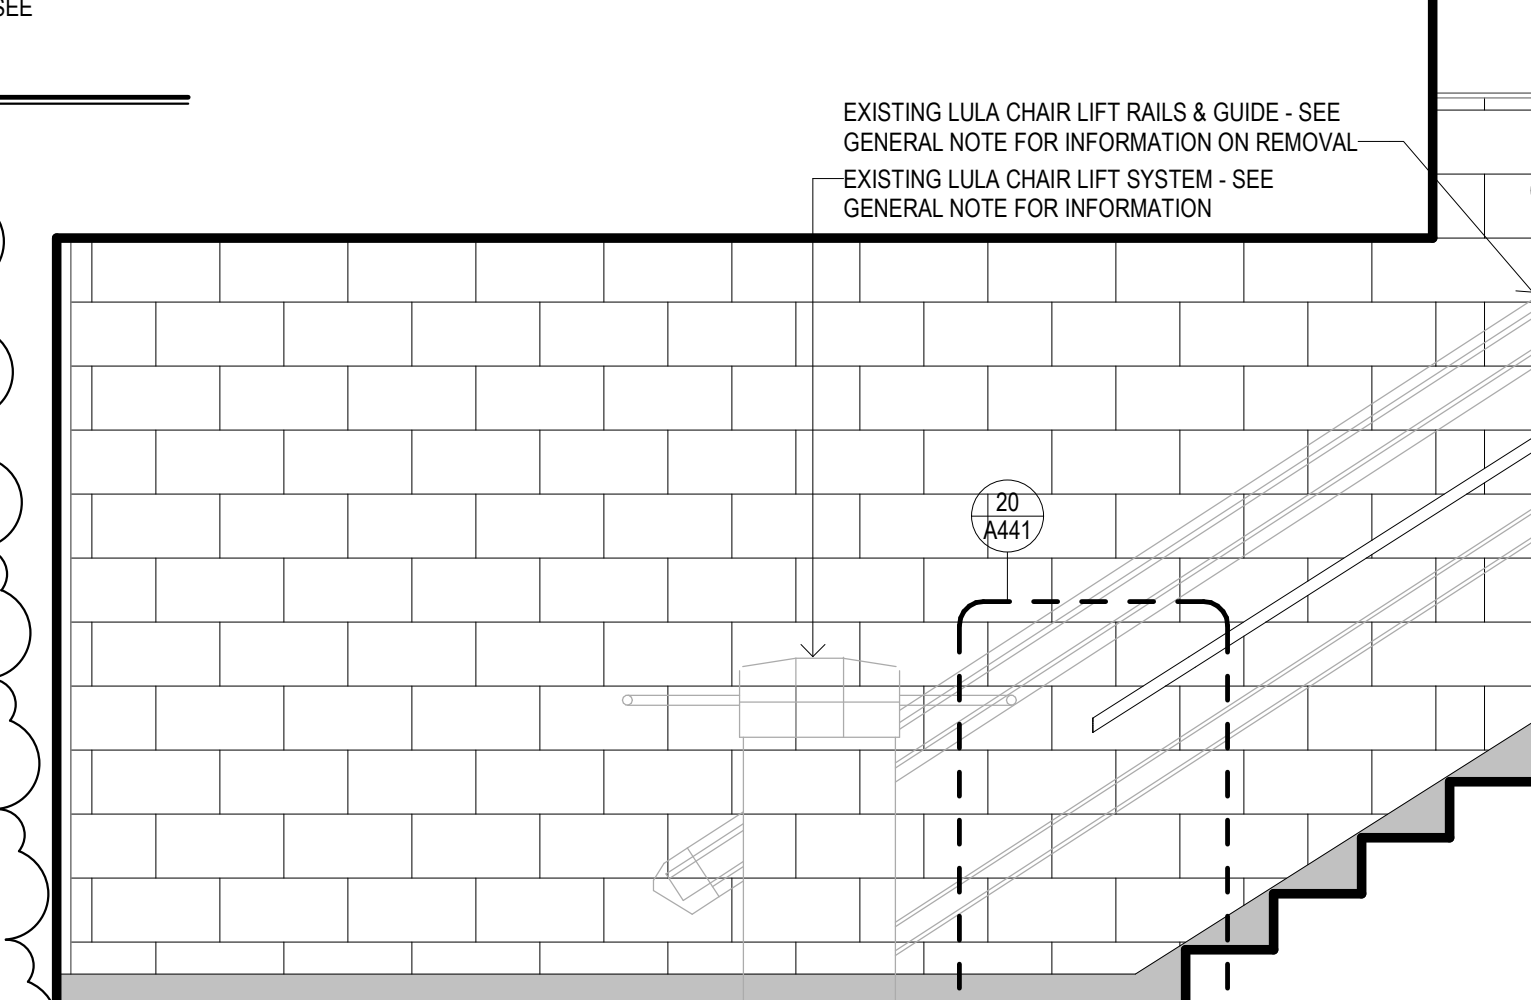 SEE
EXISTING LULA CHAIR LIFT RAILS & GUIDE - SEE
GENERAL NOTE FOR INFORMATION ON REMOVAL
EXISTING LULA CHAIR LIFT SYSTEM - SEE
GENERAL NOTE FOR INFORMATION
20
A441